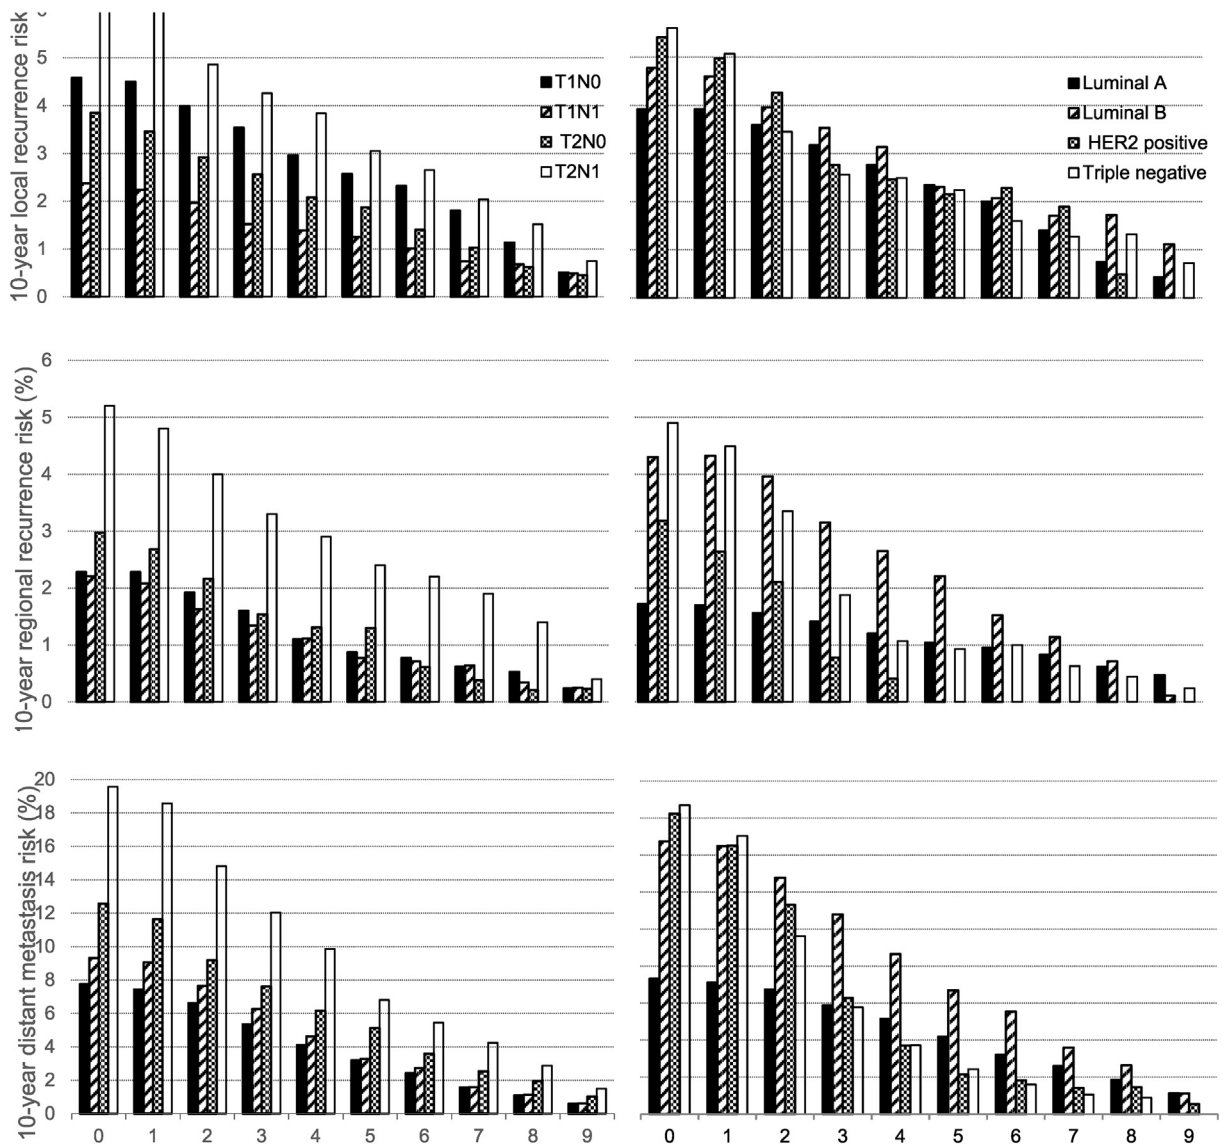 10-year local recurrence risk
5
4
3
2
1
0
T1N0
T1N1
T2N0
T2N1
Luminal A
Luminal B
HER2 positive
Triple negative
10-year regional recurrence risk (%)
6
5
4
3
2
1
0
10-year distant metastasis risk (%)
20
18
16
14
12
10
8
6
4
2
0
0 1 2 3 4 5 6 7 8 9
0 1 2 3 4 5 6 7 8 9